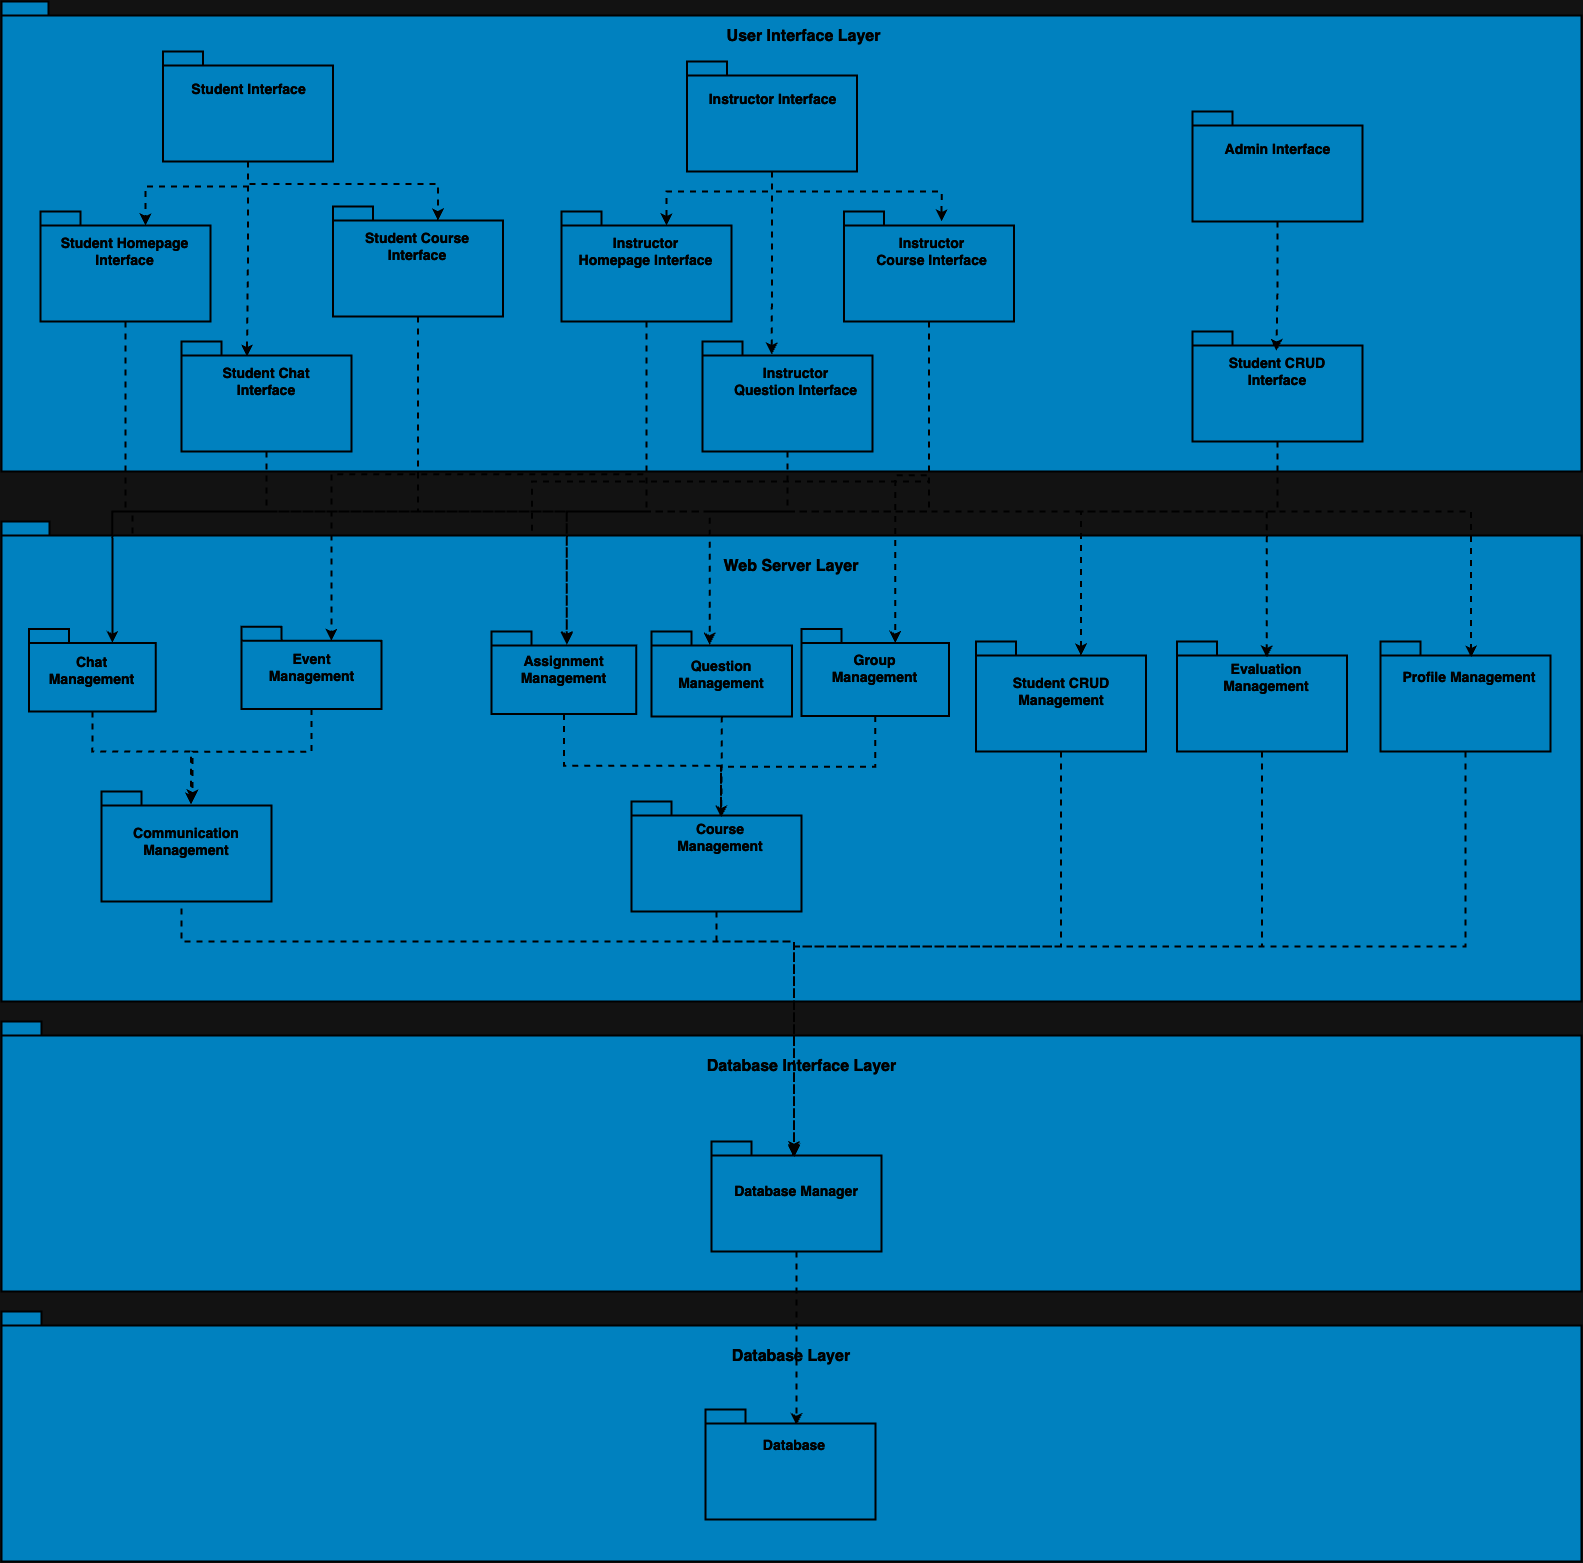 User Interface Layer
Student Interface
Instructor Interface
Admin Interface
Student Homepage
Interface
Student Course
Interface
Instructor
Homepage Interface
Instructor
Course Interface
Student Chat
Interface
Instructor
Question Interface
Student CRUD
Interface
Web Server Layer
Chat
Management
Event
Management
Assignment
Management
Question
Management
Group
Management
Student CRUD
Management
Evaluation
Management
Profile Management
Communication
Management
Course
Management
Database Interface Layer
Database Manager
Database Layer
Database